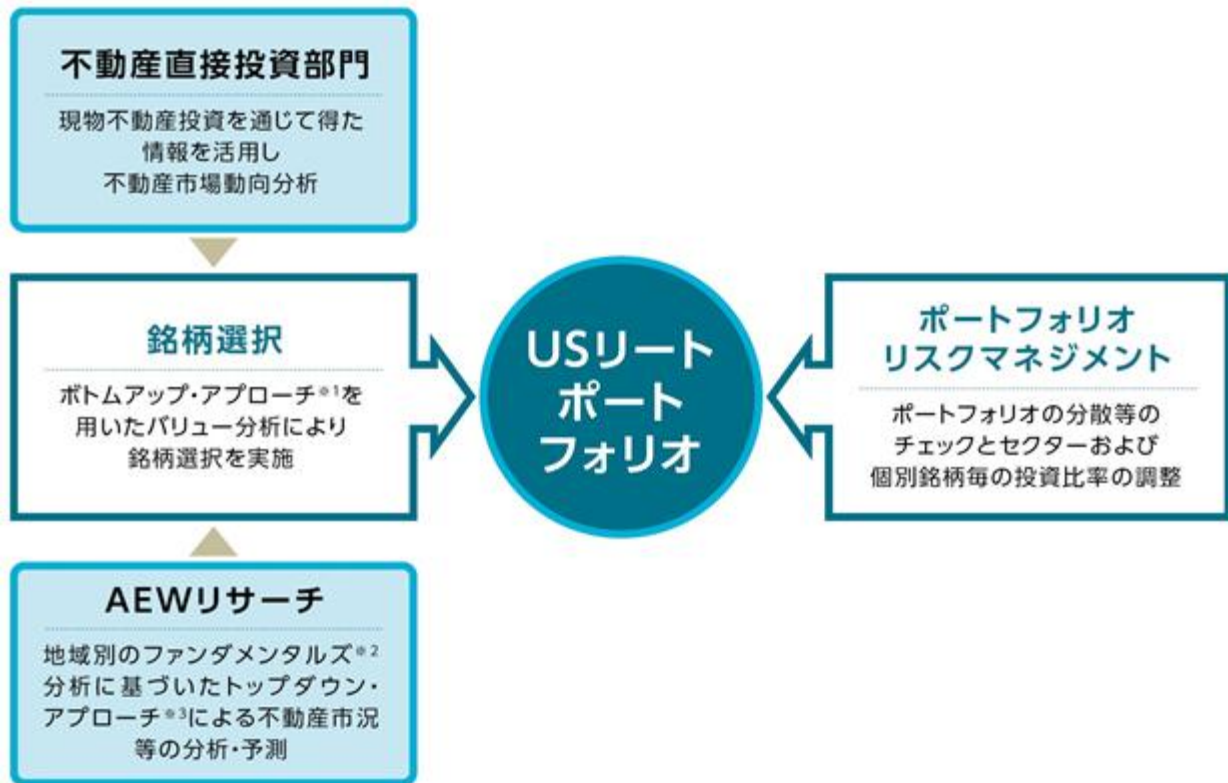 不動産直接投資部門
現物不動産投資を通じて得た
情報を活用し
不動産市場動向分析
銘柄選択
ボトムアップ・アプローチ※1を
用いたバリュー分析により
銘柄選択を実施
AEWリサーチ
地域別のファンダメンタルズ※2
分析に基づいたトップダウン・
アプローチ※3による不動産市況
等の分析・予測
USリート
ポート
フォリオ
ポートフォリオ
リスクマネジメント
ポートフォリオの分散等の
チェックとセクターおよび
個別銘柄毎の投資比率の調整